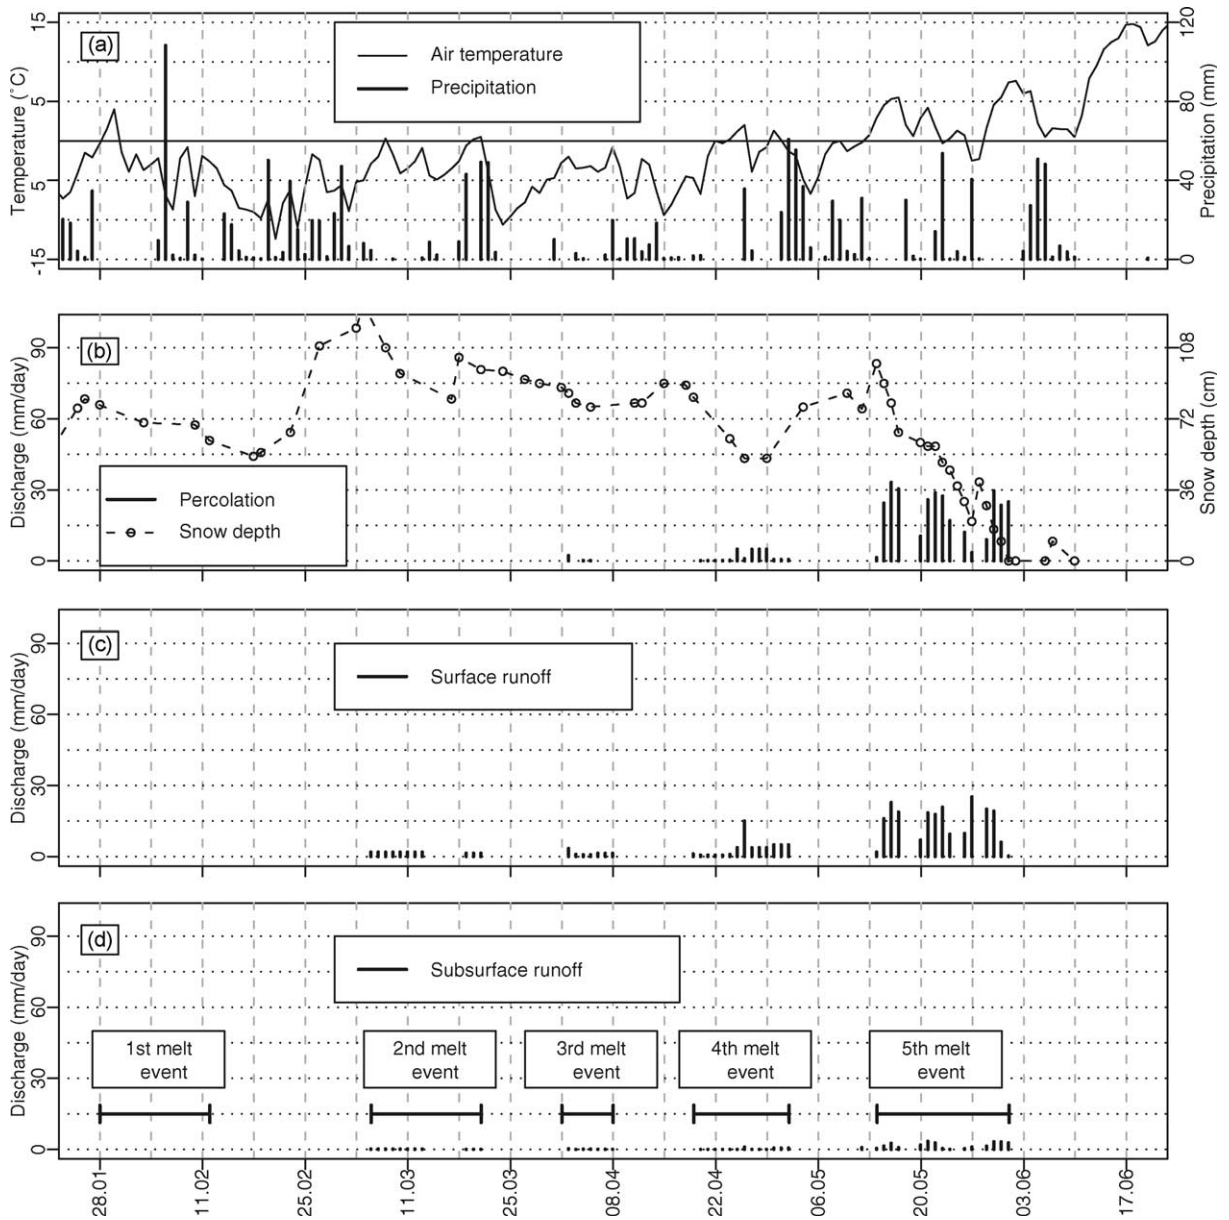 (a)
Air temperature
Precipitation
Temperature (°C)
15
5
5
-15
Precipitation (mm)
120
80
40
0
(b)
Percolation
Snow depth
Discharge (mm/day)
90
60
30
0
Snow depth (cm)
108
72
36
0
(c)
Surface runoff
Discharge (mm/day)
90
60
30
0
(d)
Subsurface runoff
Discharge (mm/day)
90
60
30
0
1st melt
event
2nd melt
event
3rd melt
event
4th melt
event
5th melt
event
28.01
11.02
25.02
11.03
25.03
08.04
22.04
06.05
20.05
03.06
17.06